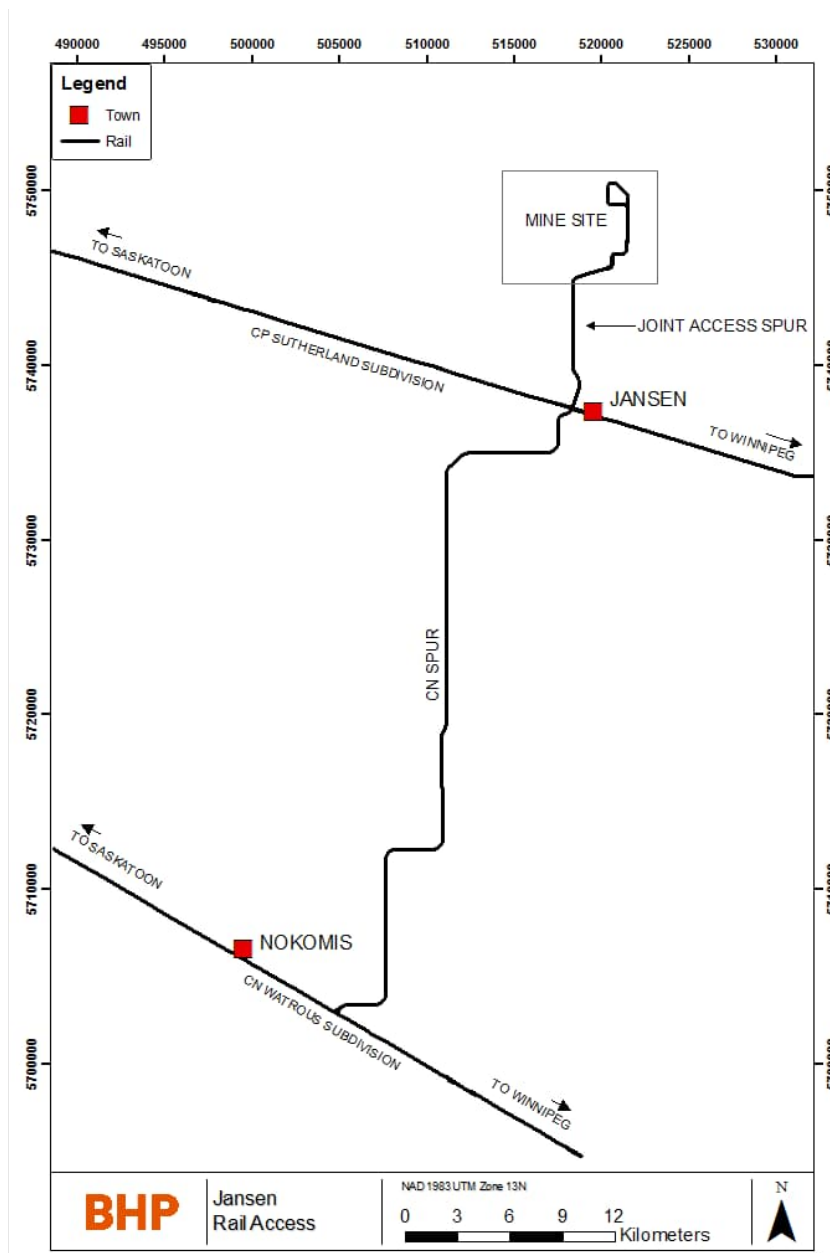 490000 495000 500000 505000 510000 515000 520000 525000 530000
Legend
Town
Rail
5750000
MINE SITE
TO SASKATOON
JOINT ACCESS SPUR
CP SUTHERLAND SUBDIVISION
5740000
JANSEN
TO WINNIPEG
5730000
CN SPUR
5720000
TO SASKATOON
5710000
NOKOMIS
CN WATROUS SUBDIVISION
5700000
TO WINNIPEG
BHP
Jansen
Rail Access
NAD 1983 UTM Zone 13N
0 3 6 9 12
Kilometers
N